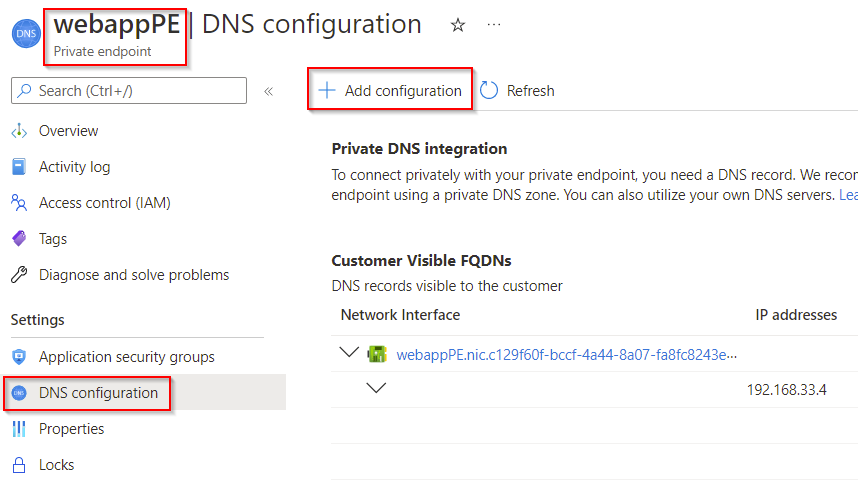 DNS
webappPE | DNS configuration
Private endpoint
Search (Ctrl+/)
Add configuration
Refresh
Overview
Activity log
Access control (IAM)
Tags
Diagnose and solve problems
Settings
Application security groups
DNS
DNS configuration
Properties
Locks
Private DNS integration
To connect privately with your private endpoint, you need a DNS record. We recom
endpoint using a private DNS zone. You can also utilize your own DNS servers. Lea
Customer Visible FQDNs
DNS records visible to the customer
Network Interface IP addresses
webappPE.nic.c129f60f-bccf-4a44-8a07-fa8fc8243e...
192.168.33.4